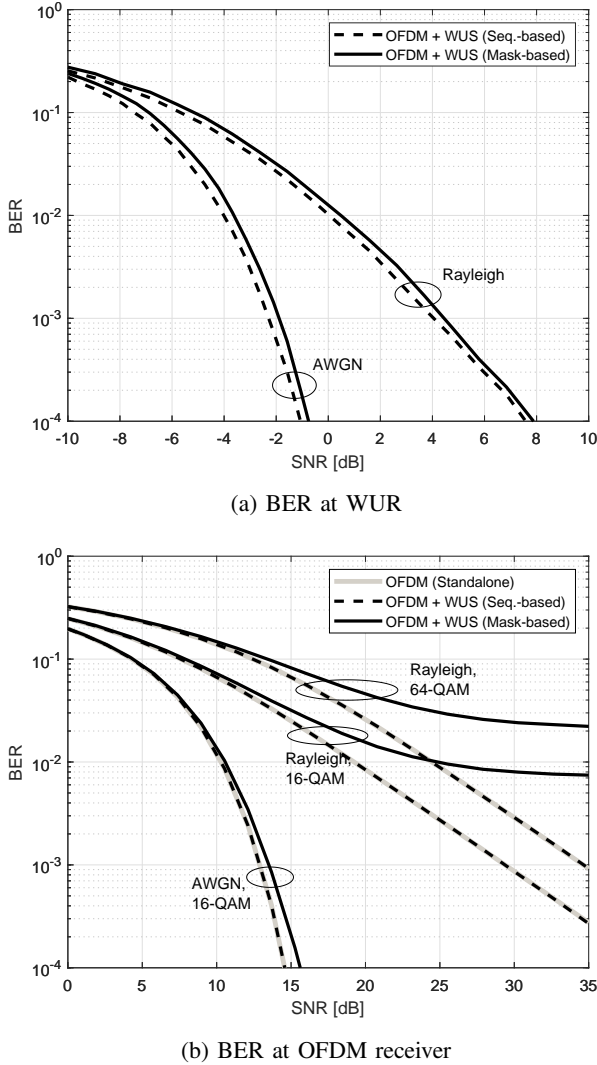 10^0
10^-1
10^-2
10^-3
10^-4
BER
OFDM + WUS (Seq.-based)
OFDM + WUS (Mask-based)
Rayleigh
AWGN
-10 -8 -6 -4 -2 0 2 4 6 8 10
SNR [dB]
(a) BER at WUR
10^0
10^-1
10^-2
10^-3
10^-4
BER
OFDM (Standalone)
OFDM + WUS (Seq.-based)
OFDM + WUS (Mask-based)
Rayleigh,
64-QAM
Rayleigh,
16-QAM
AWGN,
16-QAM
0 5 10 15 20 25 30 35
SNR [dB]
(b) BER at OFDM receiver